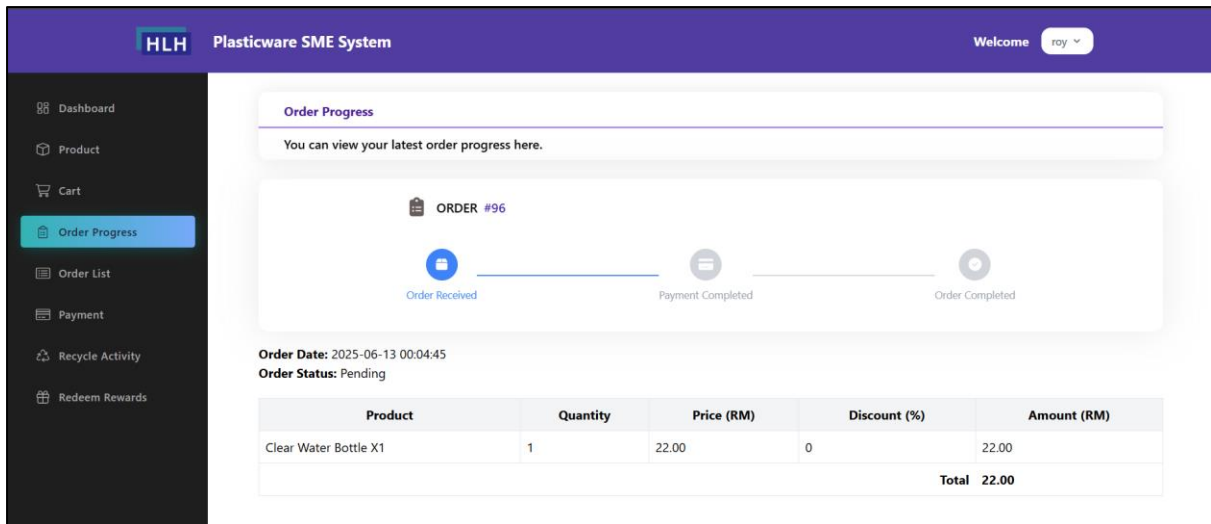 HLH Plasticware SME System Welcome roy
Dashboard
Product
Cart
Order Progress
Order List
Payment
Recycle Activity
Redeem Rewards
Order Progress
You can view your latest order progress here.
ORDER #96
Order Received Payment Completed Order Completed
Order Date: 2025-06-13 00:04:45
Order Status: Pending
Product Quantity Price (RM) Discount (%) Amount (RM)
Clear Water Bottle X1 1 22.00 0 22.00
Total 22.00